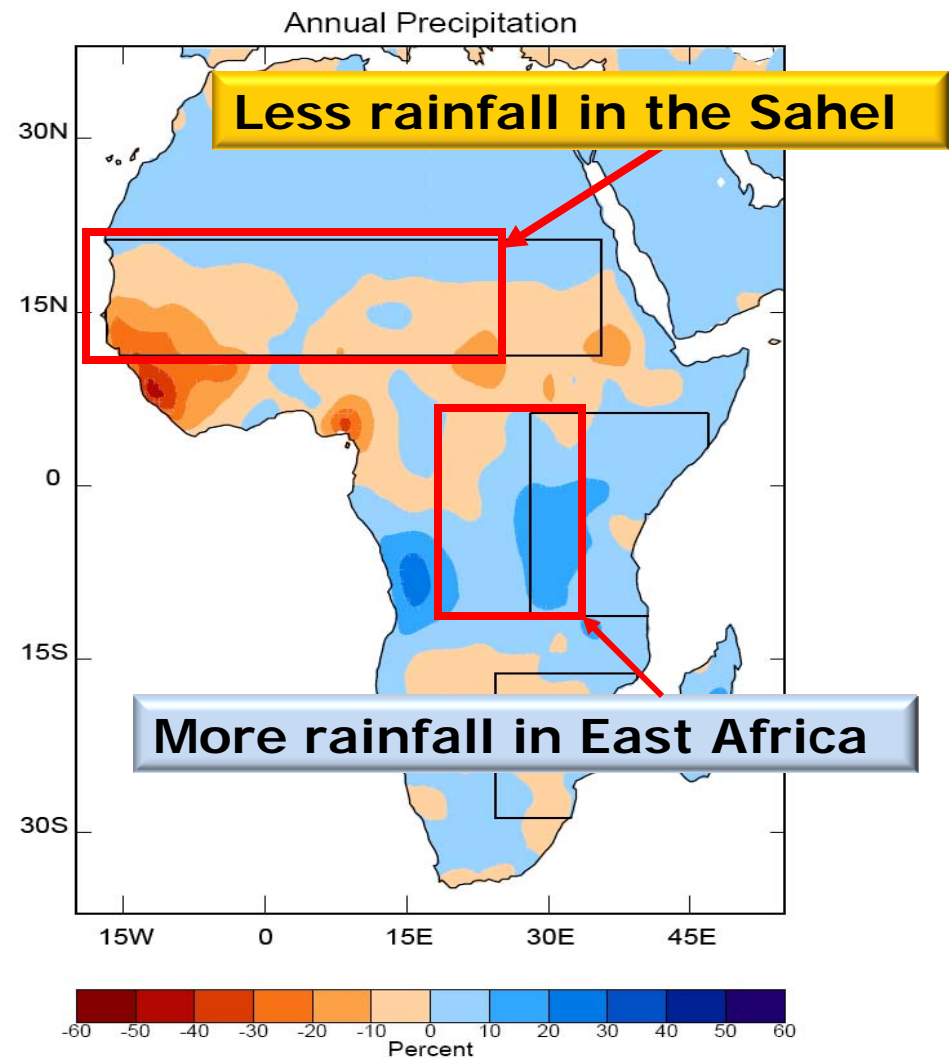 Annual Precipitation
Less rainfall in the Sahel
30N
15N
0
15S
More rainfall in East Africa
30S
15W 0 15E 30E 45E
-60 -50 -40 -30 -20 -10 0 10 20 30 40 50 60
Percent